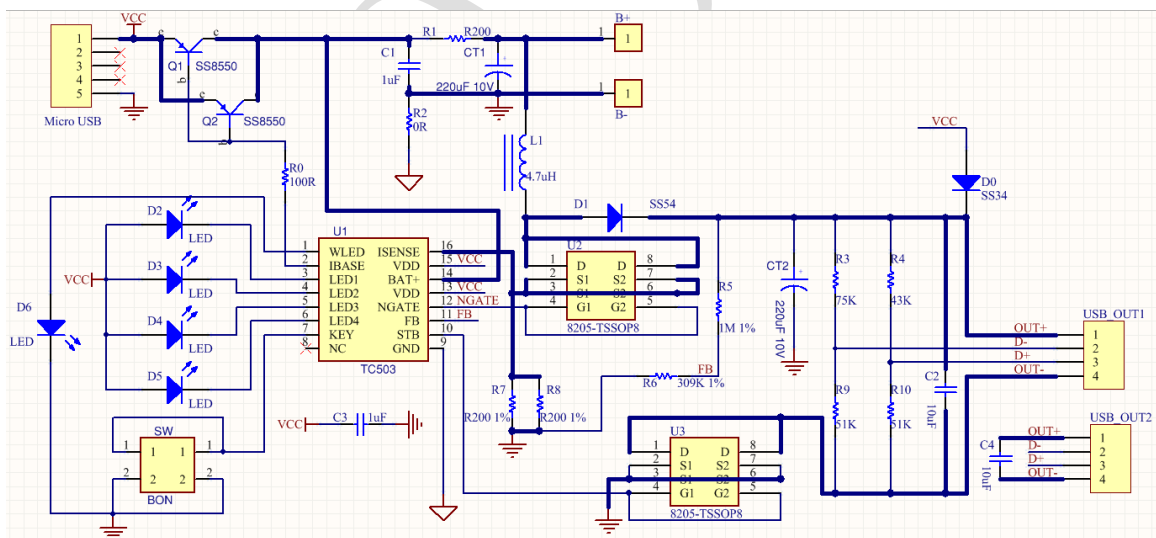 VCC
1
2
3
4
5
Micro USB
c
c
Q1
SS8550
b
c
c
Q2
SS8550
b
R1
R200
C1
1uF
CT1
+
220uF 10V
R2
0R
1
1
B+
1
1
B-
L1
4.7uH
R0
100R
VCC
D0
SS34
D1
SS54
D2
LED
D3
LED
VCC
D4
LED
D5
LED
D6
LED
U1
1
WLED
ISENSE
16
2
IBASE
VDD
15
VCC
3
LED1
BAT+
14
4
LED2
VDD
13
VCC
5
LED3
NGATE
12
NGATE
6
LED4
FB
11
FB
7
KEY
STB
10
8
NC
GND
9
TC503
U2
1
D
D
8
2
S1
S2
7
3
S1
S2
6
4
G1
G2
5
8205-TSSOP8
R5
1M 1%
FB
R6
309K 1%
CT2
+
220uF 10V
R3
75K
R4
43K
R9
51K
R10
51K
C2
10uF
USB_OUT1
OUT+
1
D-
2
D+
3
OUT-
4
USB_OUT2
OUT+
1
D-
2
D+
3
OUT-
4
C4
10uF
R7
R200 1%
R8
R200 1%
VCC
C3
1uF
SW
1
1
1
1
2
2
2
2
BON
U3
1
D
D
8
2
S1
S2
7
3
S1
S2
6
4
G1
G2
5
8205-TSSOP8